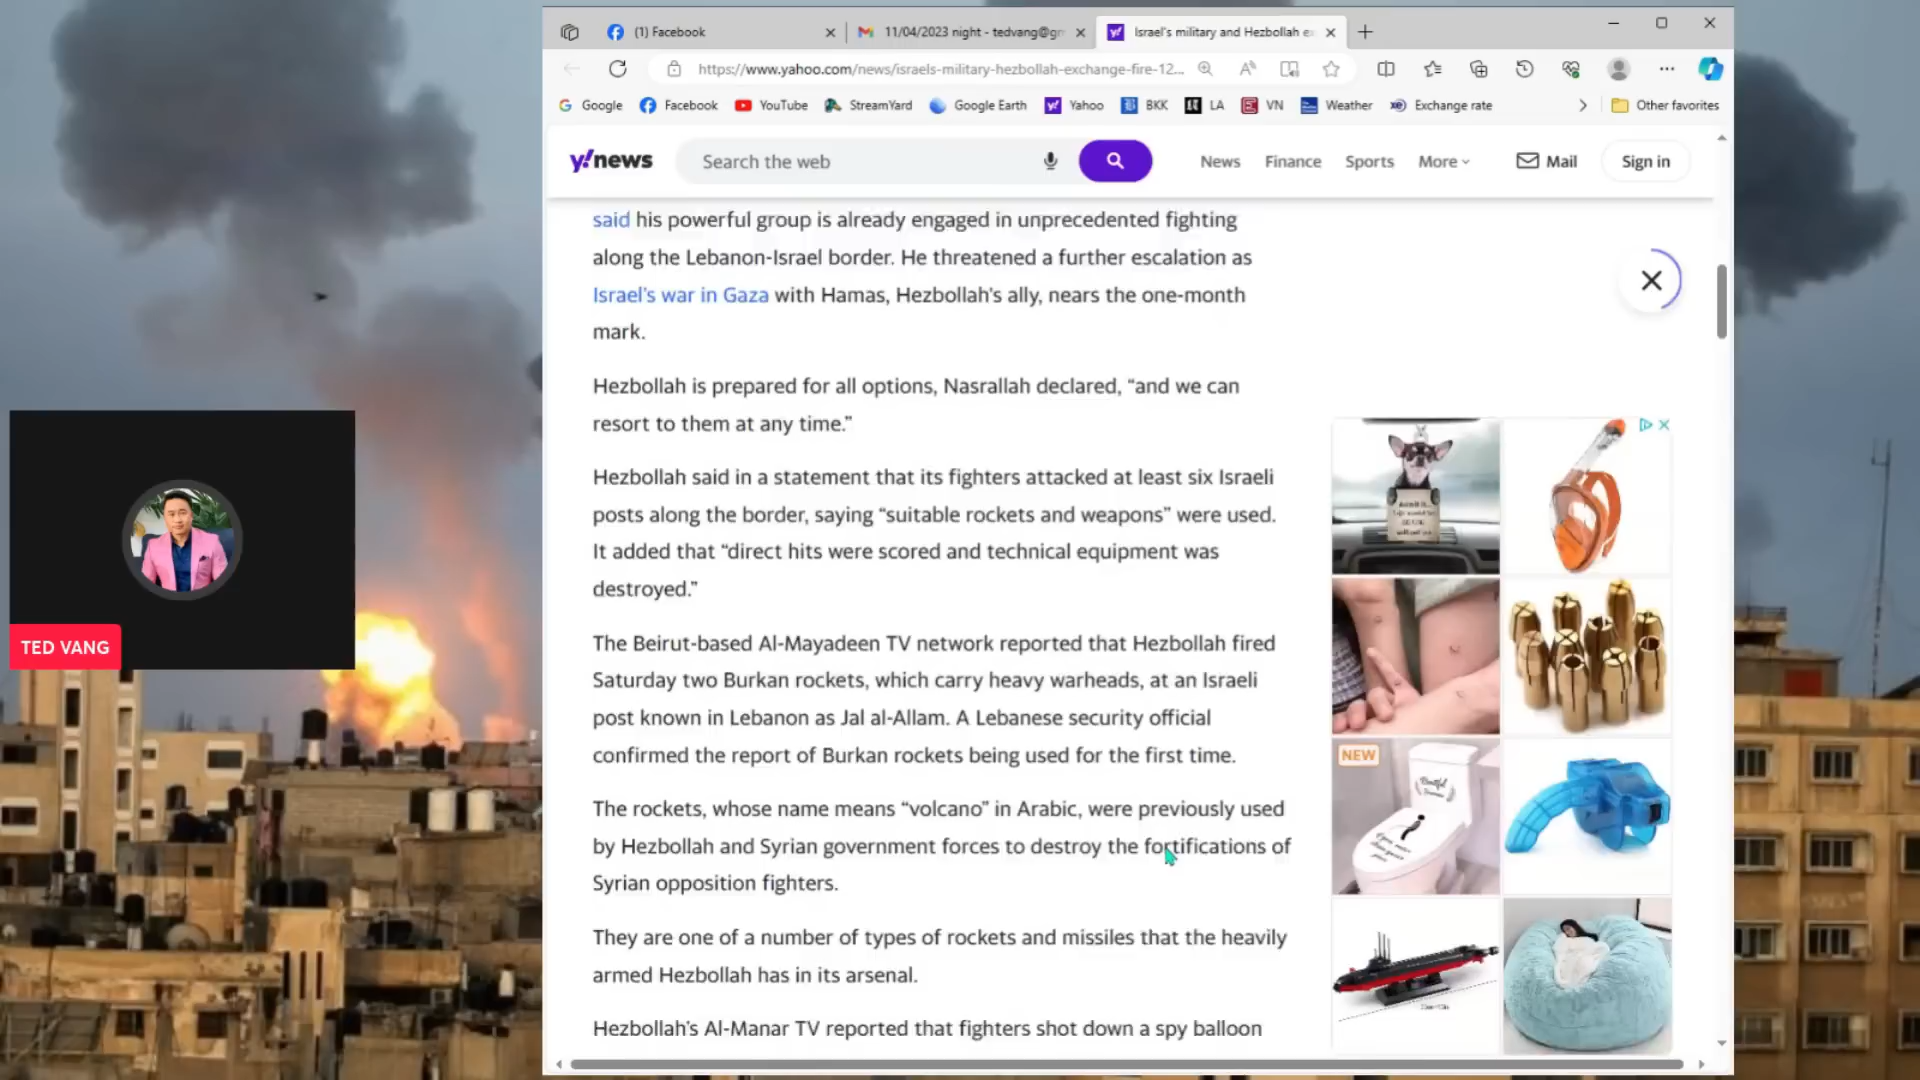 (1) Facebook
11/04/2023 night - tedvang@gm
Israel's military and Hezbollah e
https://www.yahoo.com/news/israels-military-hezbollah-exchange-fire-12...
Google
Facebook
YouTube
StreamYard
Google Earth
Yahoo
BKK
LA
VN
Weather
Exchange rate
Other favorites
y!news
Search the web
News
Finance
Sports
More
Mail
Sign in
said his powerful group is already engaged in unprecedented fighting
along the Lebanon-Israel border. He threatened a further escalation as
Israel's war in Gaza with Hamas, Hezbollah's ally, nears the one-month
mark.
Hezbollah is prepared for all options, Nasrallah declared, “and we can
resort to them at any time.”
Hezbollah said in a statement that its fighters attacked at least six Israeli
posts along the border, saying “suitable rockets and weapons” were used.
It added that “direct hits were scored and technical equipment was
destroyed.”
The Beirut-based Al-Mayadeen TV network reported that Hezbollah fired
Saturday two Burkan rockets, which carry heavy warheads, at an Israeli
post known in Lebanon as Jal al-Allam. A Lebanese security official
confirmed the report of Burkan rockets being used for the first time.
The rockets, whose name means “volcano” in Arabic, were previously used
by Hezbollah and Syrian government forces to destroy the fortifications of
Syrian opposition fighters.
They are one of a number of types of rockets and missiles that the heavily
armed Hezbollah has in its arsenal.
Hezbollah's Al-Manar TV reported that fighters shot down a spy balloon
NEW
TED VANG